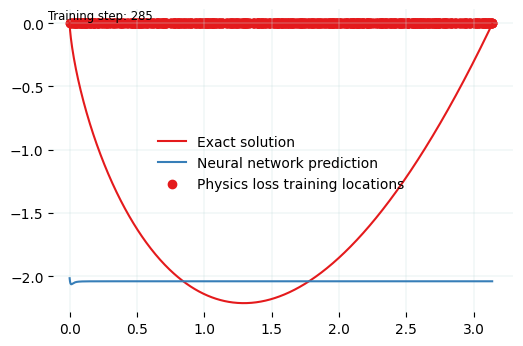 Training step: 285
0.0
−0.5
−1.0
−1.5
−2.0
Exact solution
Neural network prediction
Physics loss training locations
0.0 0.5 1.0 1.5 2.0 2.5 3.0